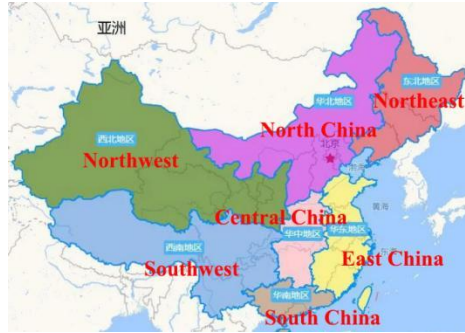 亚洲
东北地区
Northeast
华北地区
North China
北京
西北地区
Northwest
黄海
Central China
华中地区
华东地区
西南地区
Southwest
East China
华南地区
South China